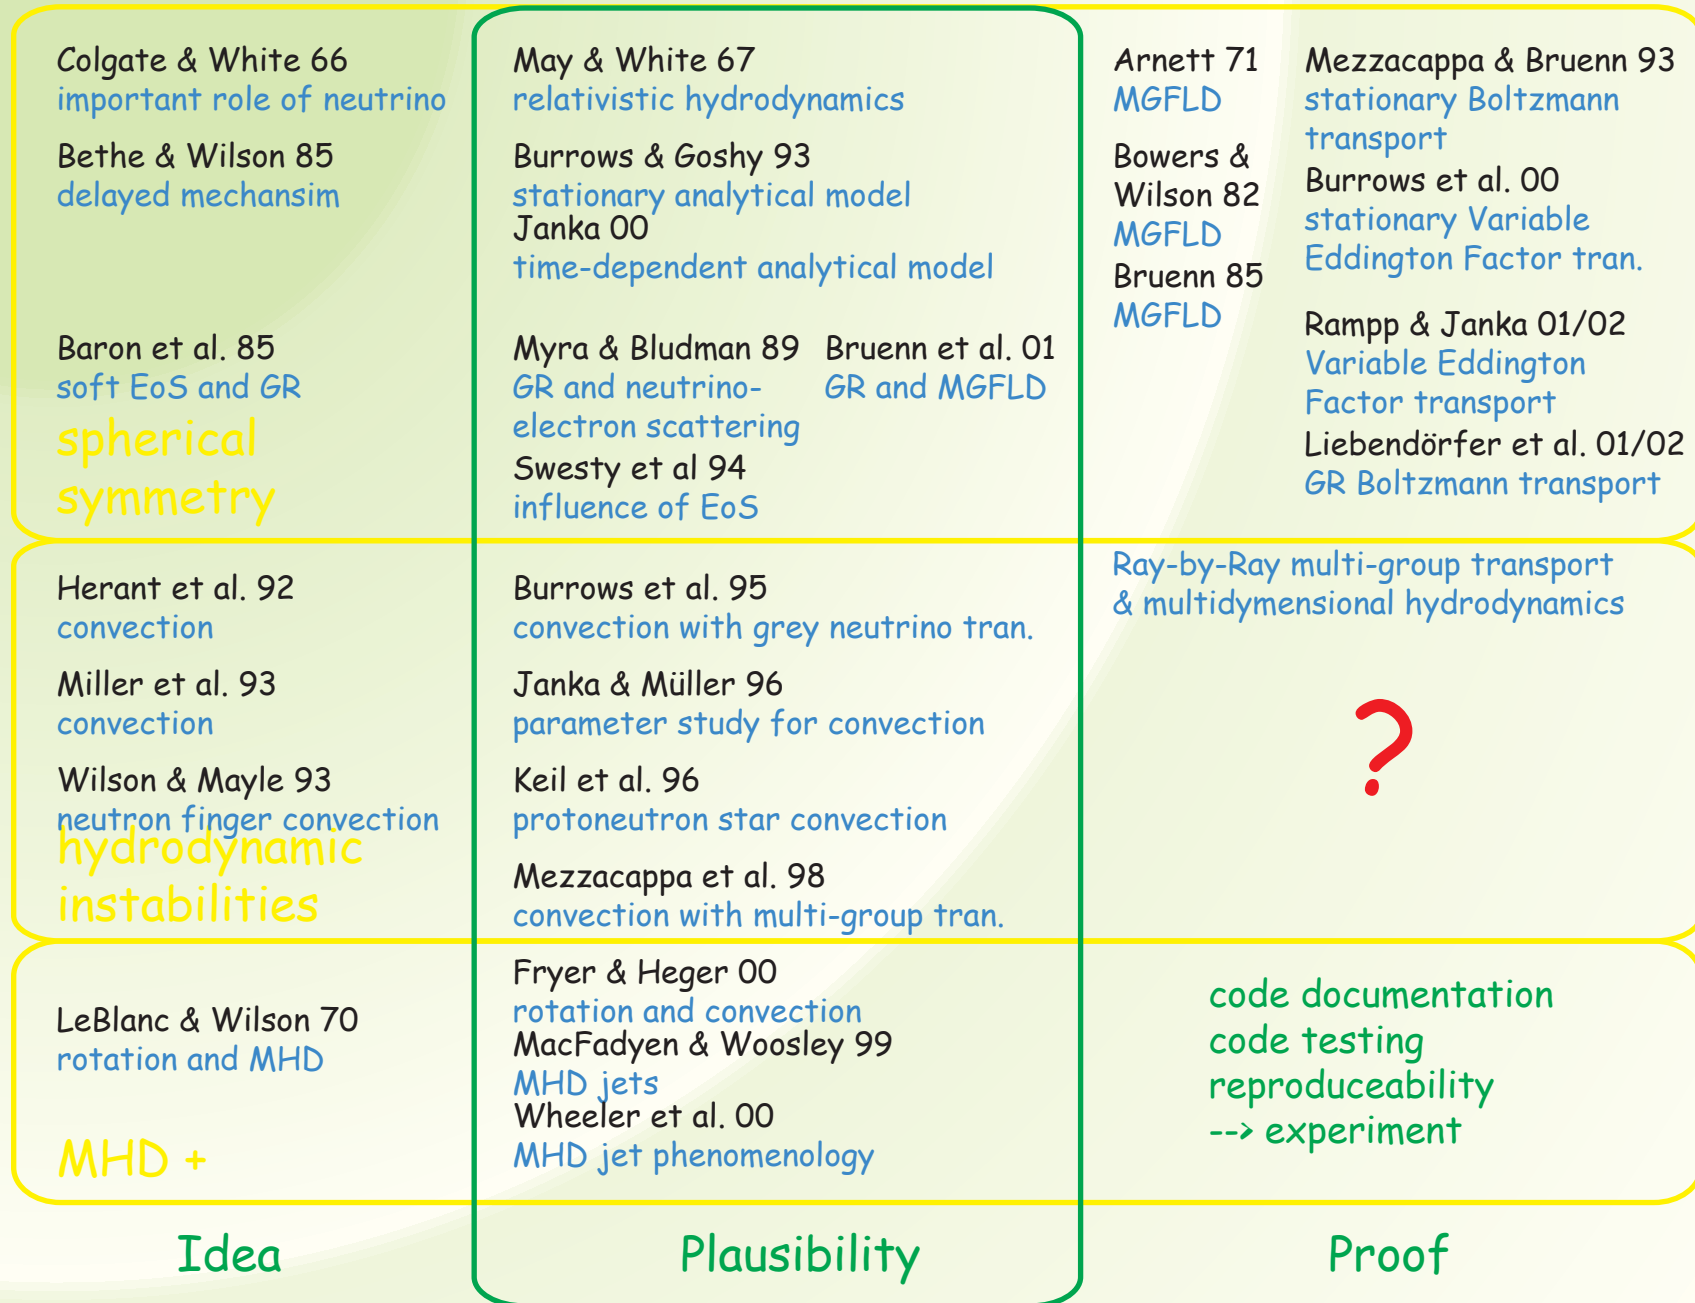 Colgate & White 66
important role of neutrino
Bethe & Wilson 85
delayed mechansim
Baron et al. 85
soft EoS and GR
spherical
symmetry
May & White 67
relativistic hydrodynamics
Burrows & Goshy 93
stationary analytical model
Janka 00
time-dependent analytical model
Myra & Bludman 89
GR and neutrino-
electron scattering
Bruenn et al. 01
GR and MGFLD
Swesty et al 94
influence of EoS
Arnett 71
MGFLD
Bowers &
Wilson 82
MGFLD
Bruenn 85
MGFLD
Mezzacappa & Bruenn 93
stationary Boltzmann
transport
Burrows et al. 00
stationary Variable
Eddington Factor tran.
Rampp & Janka 01/02
Variable Eddington
Factor transport
Liebendörfer et al. 01/02
GR Boltzmann transport
Herant et al. 92
convection
Miller et al. 93
convection
Wilson & Mayle 93
neutron finger convection
hydrodynamic
instabilities
Burrows et al. 95
convection with grey neutrino tran.
Janka & Müller 96
parameter study for convection
Keil et al. 96
protoneutron star convection
Mezzacappa et al. 98
convection with multi-group tran.
Ray-by-Ray multi-group transport
& multidymensional hydrodynamics
?
LeBlanc & Wilson 70
rotation and MHD
MHD +
Fryer & Heger 00
rotation and convection
MacFadyen & Woosley 99
MHD jets
Wheeler et al. 00
MHD jet phenomenology
code documentation
code testing
reproduceability
--> experiment
Idea
Plausibility
Proof